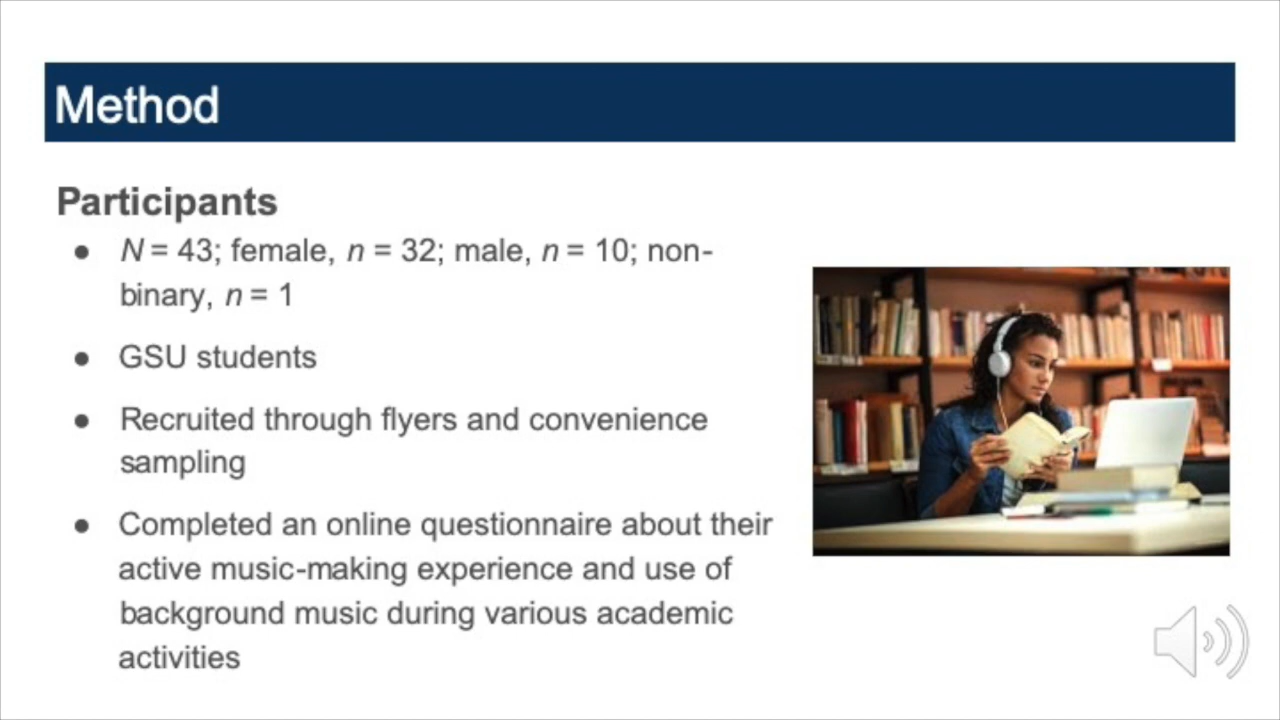 Method
Participants
● N = 43; female, n = 32; male, n = 10; non-
binary, n = 1
● GSU students
● Recruited through flyers and convenience
sampling
● Completed an online questionnaire about their
active music-making experience and use of
background music during various academic
activities